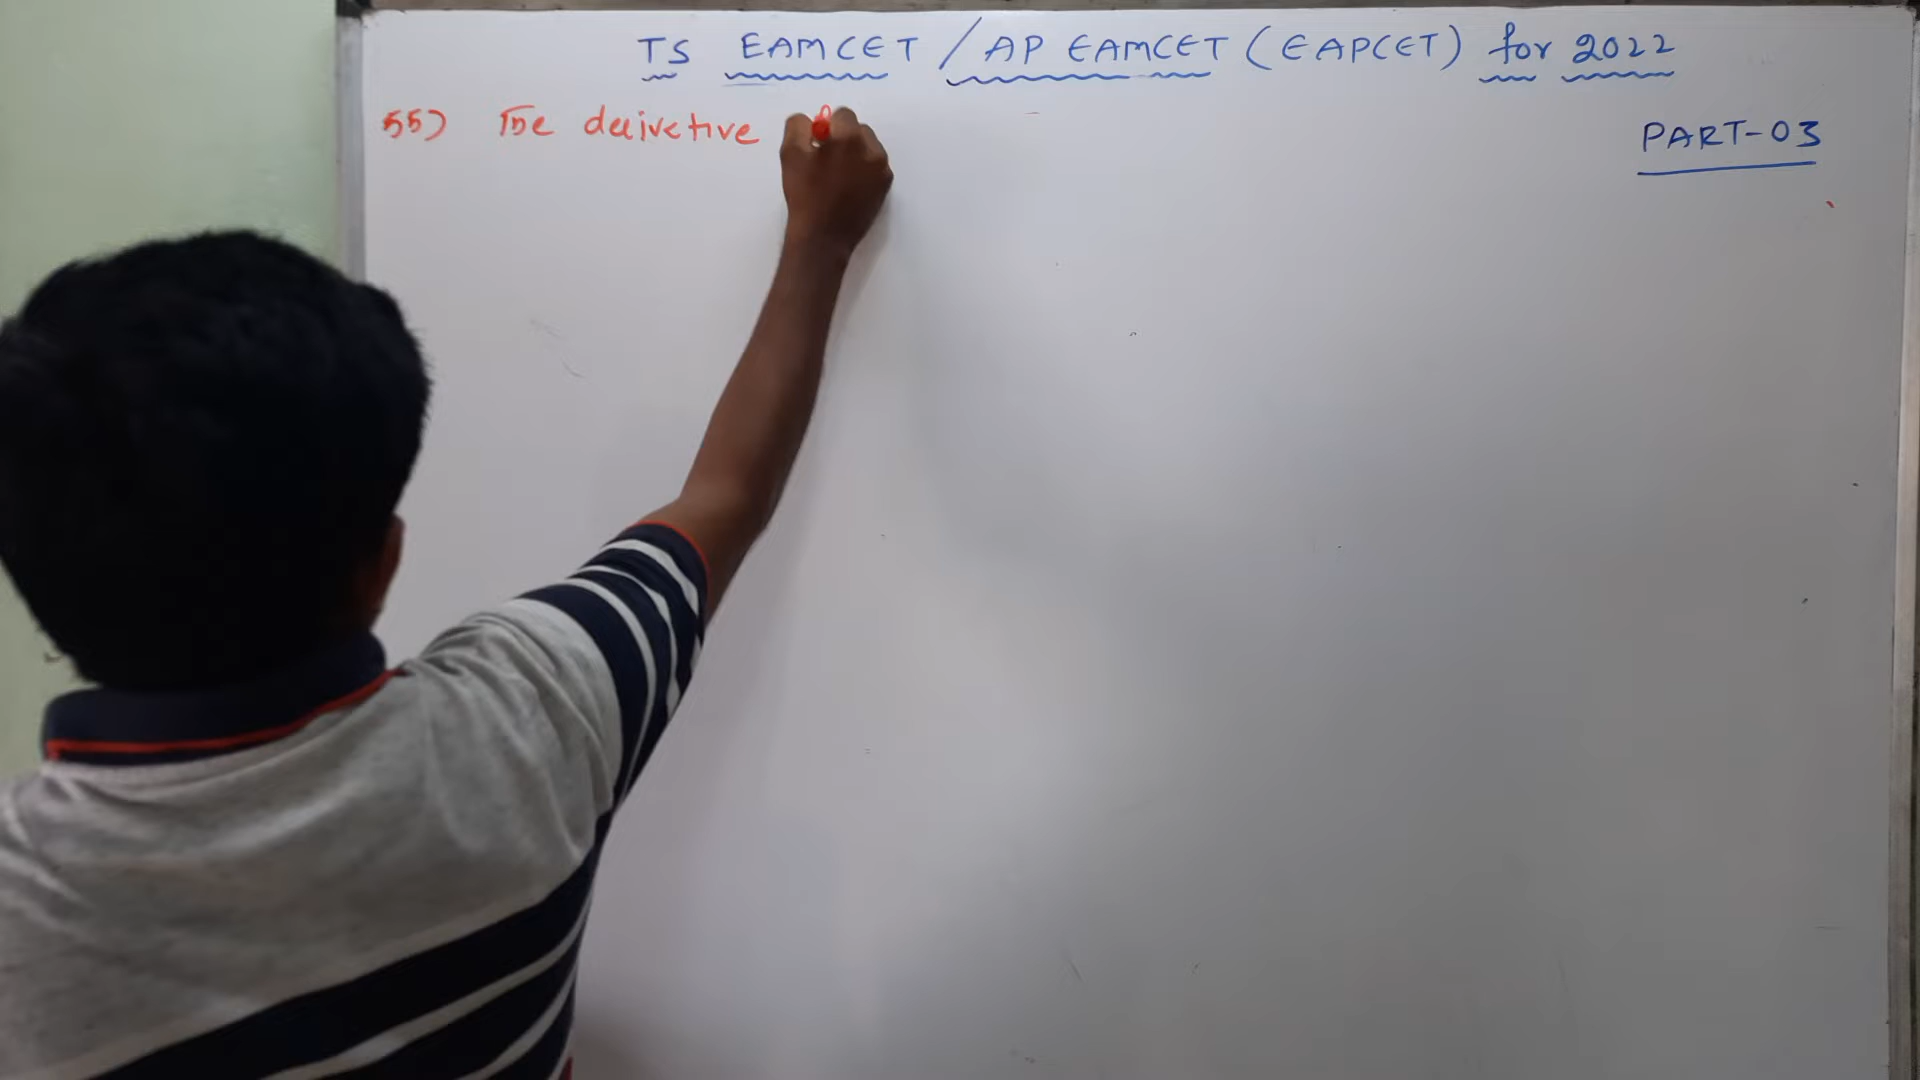 TS EAMCET / AP EAMCET (EAPCET) for 2022
PART-03
55) The derivetive